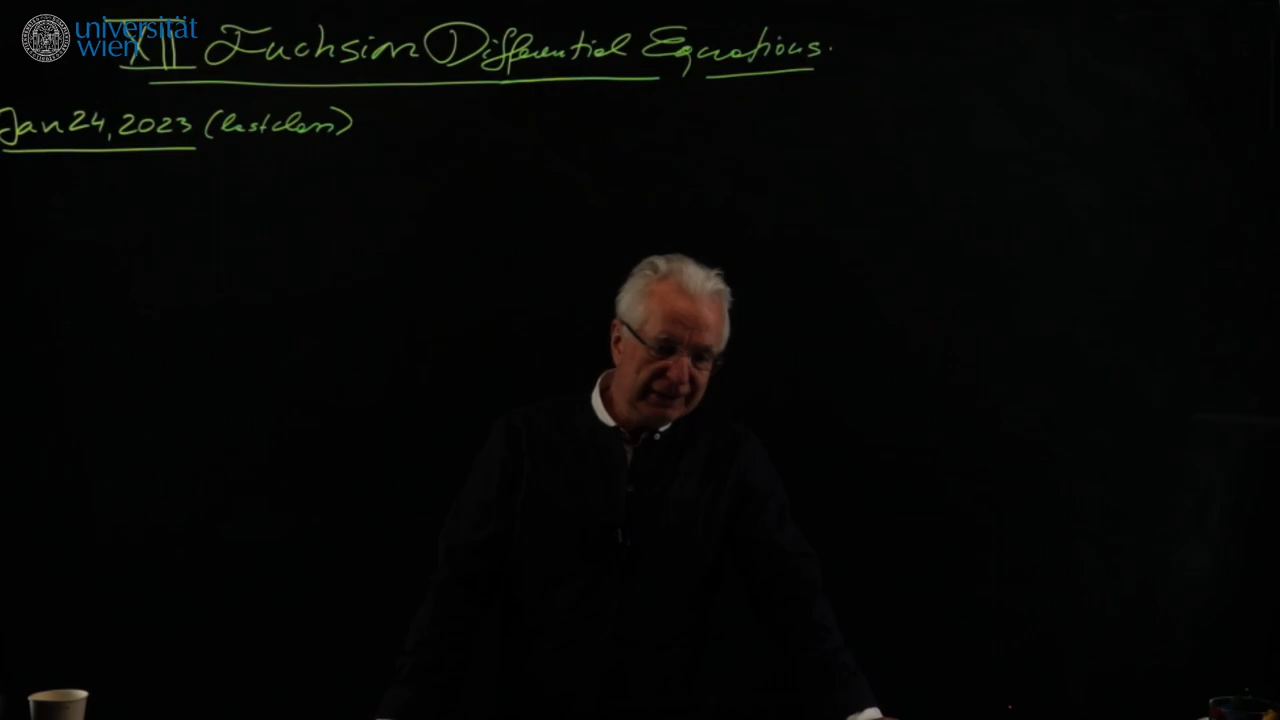 universität
wien
XII Fuchsian Differential Equations.
Jan 24, 2023 (last class)